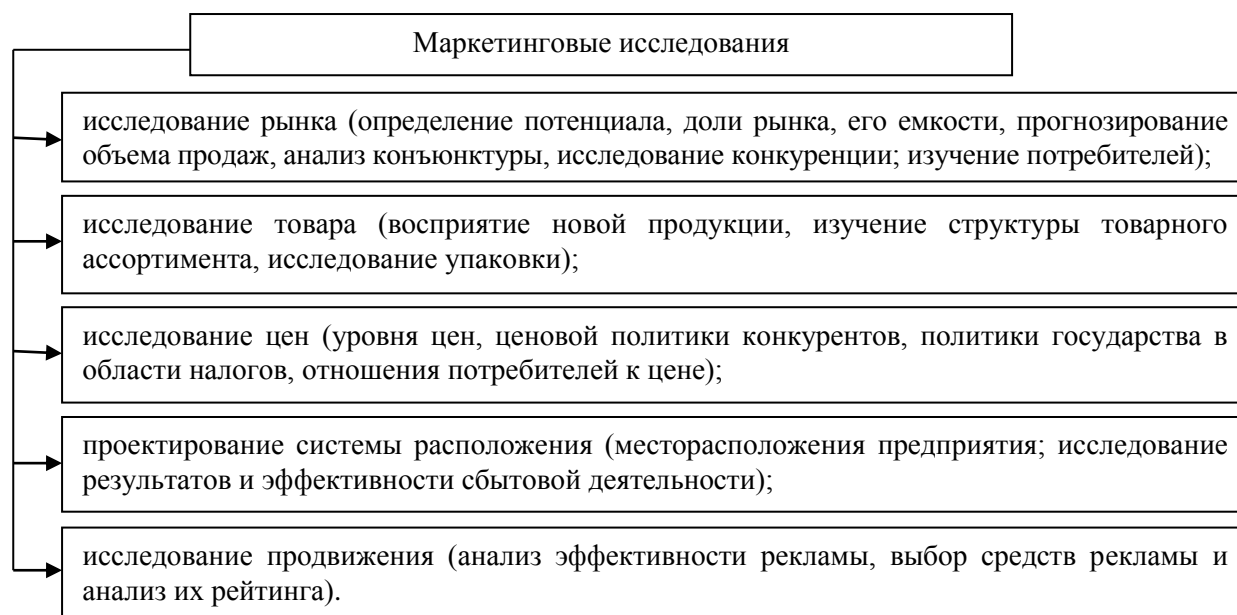 Маркетинговые исследования
исследование рынка (определение потенциала, доли рынка, его емкости, прогнозирование
объема продаж, анализ конъюнктуры, исследование конкуренции; изучение потребителей);
исследование товара (восприятие новой продукции, изучение структуры товарного
ассортимента, исследование упаковки);
исследование цен (уровня цен, ценовой политики конкурентов, политики государства в
области налогов, отношения потребителей к цене);
проектирование системы расположения (месторасположения предприятия; исследование
результатов и эффективности сбытовой деятельности);
исследование продвижения (анализ эффективности рекламы, выбор средств рекламы и
анализ их рейтинга).